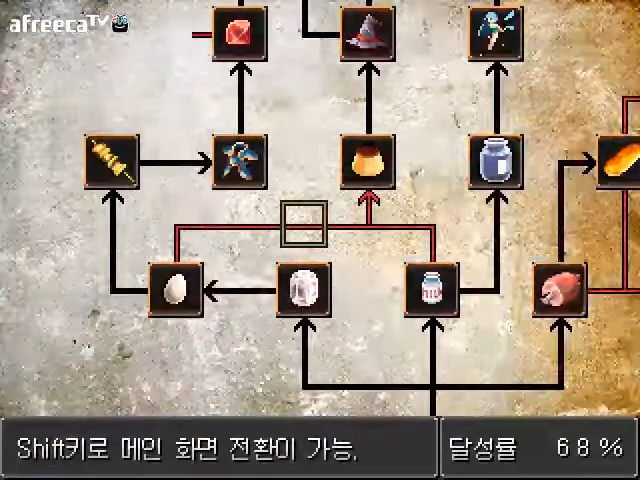 afreecaTV
Shift키로 메인 화면 전환이 가능.
달성률 68%